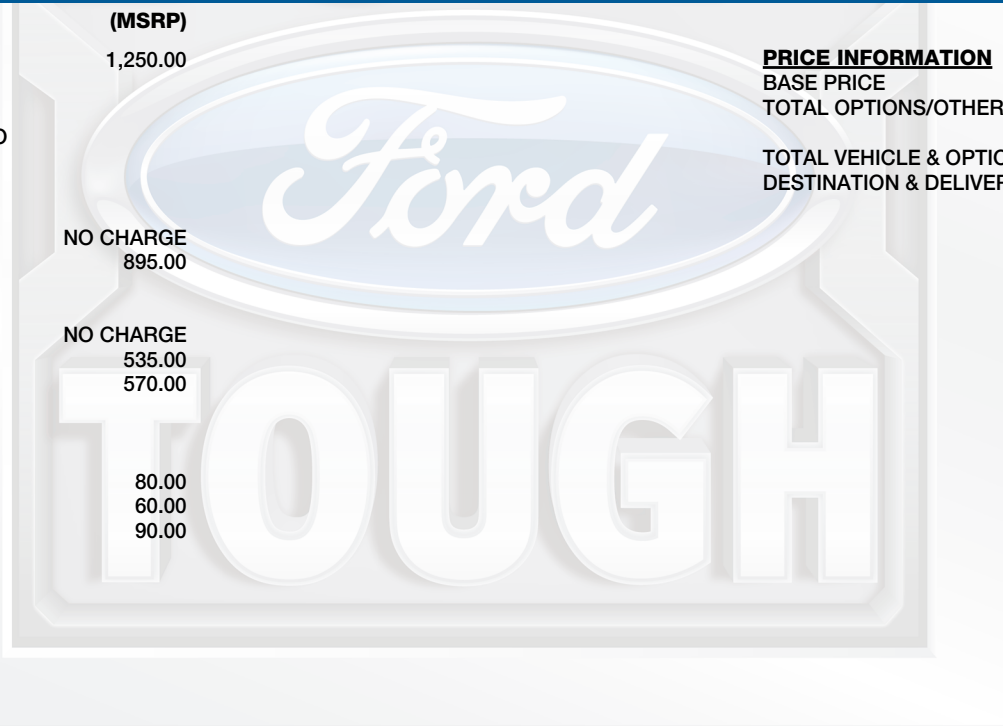 (MSRP)
1,250.00
NO CHARGE
895.00
NO CHARGE
535.00
570.00
80.00
60.00
90.00
PRICE INFORMATION
BASE PRICE
TOTAL OPTIONS/OTHER
TOTAL VEHICLE & OPTIO
DESTINATION & DELIVER
Ford
TOUGH